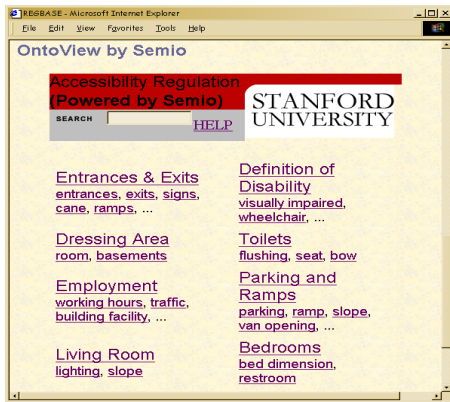 REGBASE - Microsoft Internet Explorer
File Edit View Favorites Tools Help
OntoView by Semio
Accessibility Regulation
(Powered by Semio)
SEARCH HELP
STANFORD
UNIVERSITY
Entrances & Exits
entrances, exits, signs,
cane, ramps, ...
Definition of
Disability
visually impaired,
wheelchair, ...
Dressing Area
room, basements
Toilets
flushing, seat, bow
Employment
working hours, traffic,
building facility, ...
Parking and
Ramps
parking, ramp, slope,
van opening, ...
Living Room
lighting, slope
Bedrooms
bed dimension,
restroom